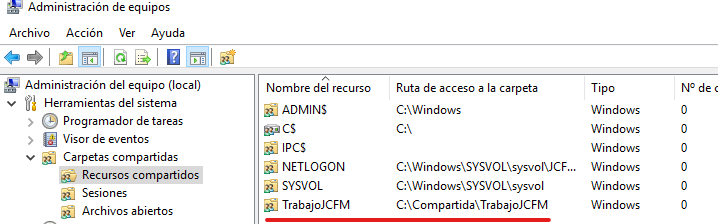 Administración de equipos
Archivo Acción Ver Ayuda
Administración del equipo (local)
Herramientas del sistema
Programador de tareas
Visor de eventos
Carpetas compartidas
Recursos compartidos
Sesiones
Archivos abiertos
Nombre del recurso Ruta de acceso a la carpeta Tipo Nº de c
ADMIN$ C:\Windows Windows 0
C$ C:\ Windows 0
IPC$ Windows 0
NETLOGON C:\Windows\SYSVOL\sysvol\JCF... Windows 0
SYSVOL C:\Windows\SYSVOL\sysvol Windows 0
TrabajoJCFM C:\Compartida\TrabajoJCFM Windows 0